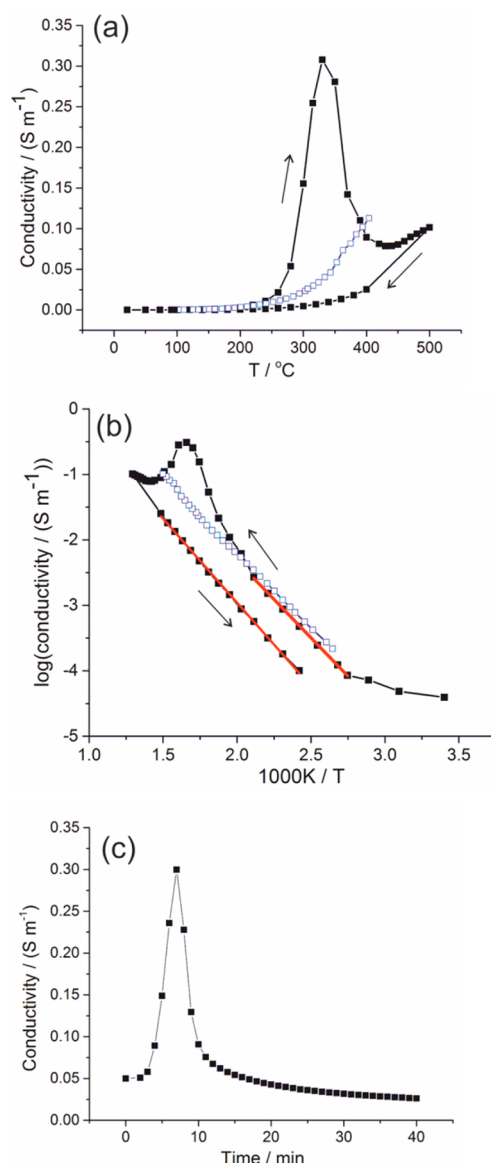 (a)
0.35
0.30
0.25
0.20
0.15
0.10
0.05
0.00
Conductivity / (S m⁻¹)
0 100 200 300 400 500
T / °C
(b)
0
-1
-2
-3
-4
-5
log(conductivity / (S m⁻¹))
1.0 1.5 2.0 2.5 3.0 3.5
1000K / T
(c)
0.35
0.30
0.25
0.20
0.15
0.10
0.05
0.00
Conductivity / (S m⁻¹)
0 10 20 30 40
Time / min